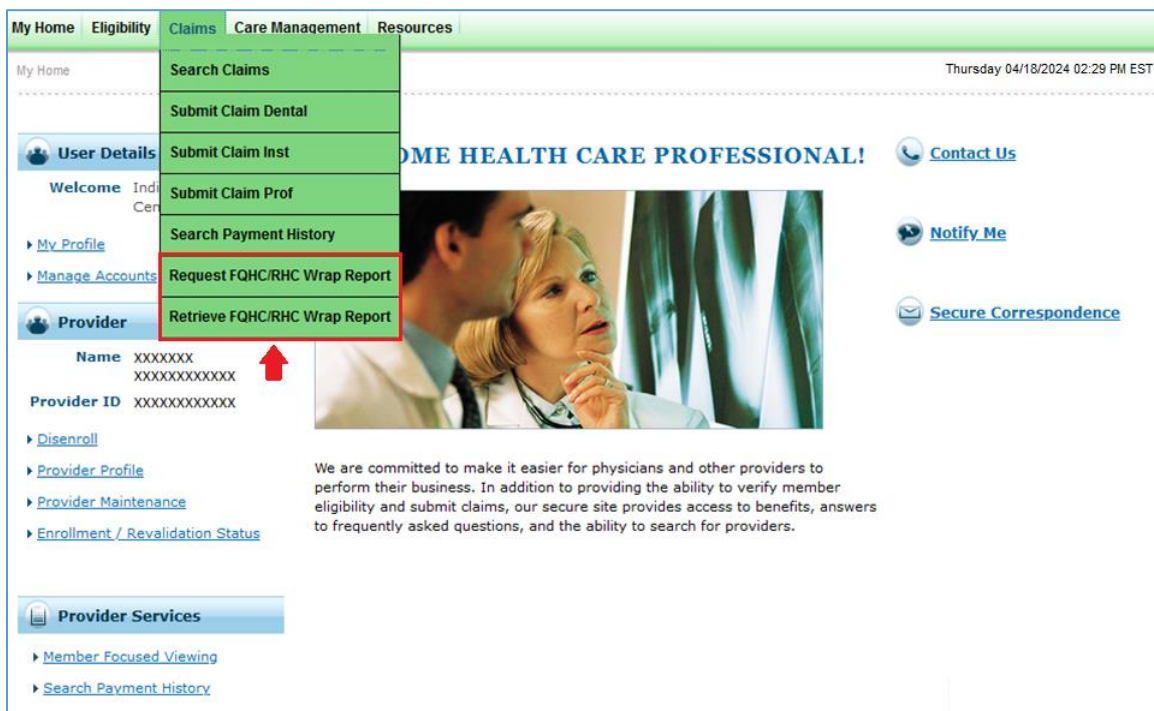 My Home Eligibility Claims Care Management Resources
My Home
Thursday 04/18/2024 02:29 PM EST
Search Claims
Submit Claim Dental
Submit Claim Inst
Submit Claim Prof
Search Payment History
Request FQHC/RHC Wrap Report
Retrieve FQHC/RHC Wrap Report
User Details
Welcome Indi
Cen
My Profile
Manage Accounts
Provider
Name XXXXXXX
XXXXXXXXXXXX
Provider ID XXXXXXXXXXXX
Disenroll
Provider Profile
Provider Maintenance
Enrollment / Revalidation Status
Provider Services
Member Focused Viewing
Search Payment History
OME HEALTH CARE PROFESSIONAL!
We are committed to make it easier for physicians and other providers to
perform their business. In addition to providing the ability to verify member
eligibility and submit claims, our secure site provides access to benefits, answers
to frequently asked questions, and the ability to search for providers.
Contact Us
Notify Me
Secure Correspondence